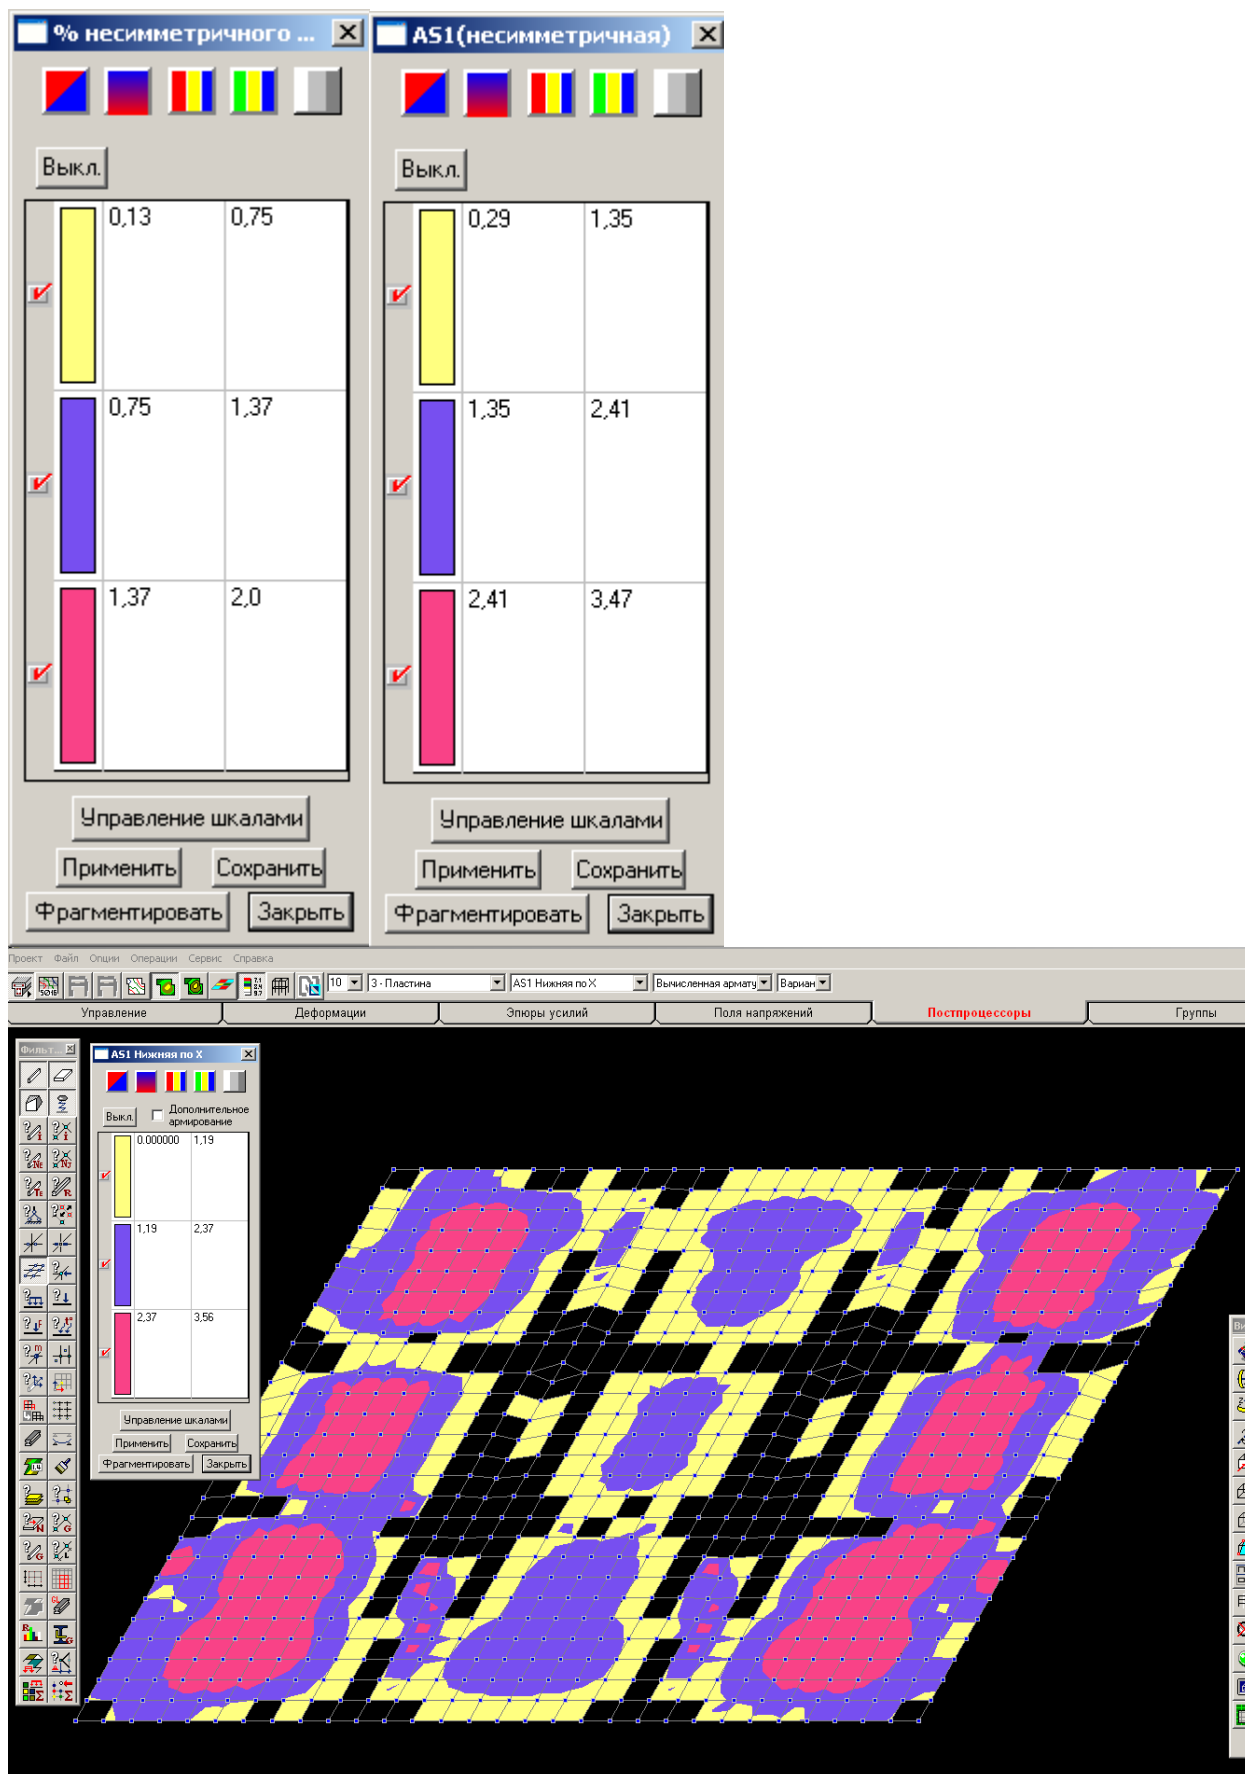 % несимметричного ...
AS1(несимметричная)
Выкл.
Выкл.
0,13 0,75
0,29 1,35
0,75 1,37
1,35 2,41
1,37 2,0
2,41 3,47
Управление шкалами
Управление шкалами
Применить Сохранить
Применить Сохранить
Фрагментировать Закрыть
Фрагментировать Закрыть
Проект Файл Опции Операции Сервис Справка
10 3 - Пластина AS1 Нижняя по X Вычисленная армату Вариан
Управление Деформации Эпюры усилий Поля напряжений Постпроцессоры Группы
Фильт...
AS1 Нижняя по X
Выкл. Дополнительное
армирование
0.000000 1,19
1,19 2,37
2,37 3,56
Управление шкалами
Применить Сохранить
Фрагментировать Закрыть